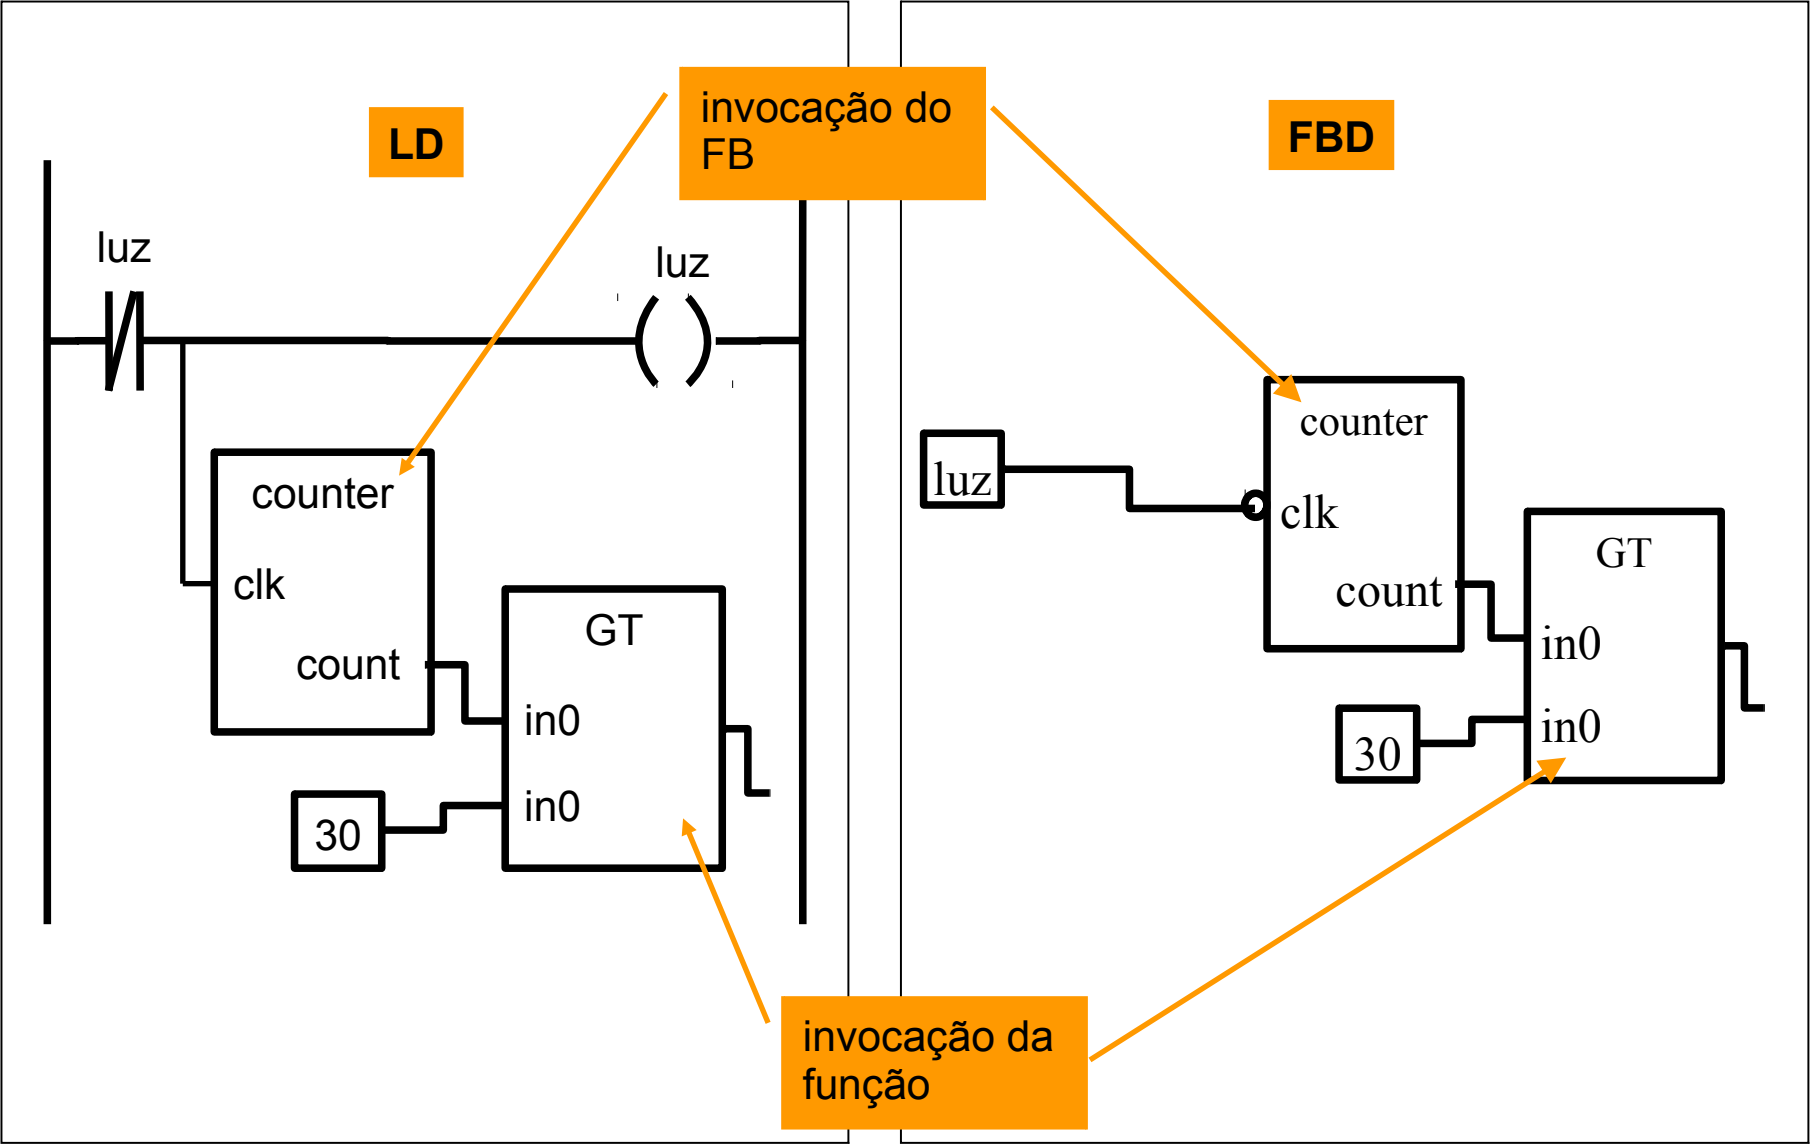 invocação do
FB
LD
luz
luz
counter
clk
count
GT
in0
in0
30
FBD
counter
luz
clk
count
GT
in0
in0
30
invocação da
função